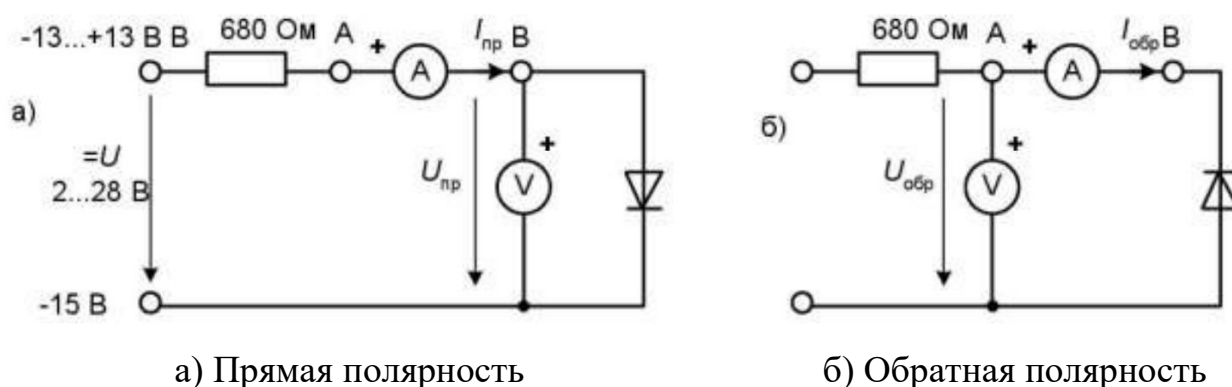 -13...+13 В В 680 Ом А + Iпр В
А
а)
=U
2...28 В
Uпр
+
V
-15 В
680 Ом А + Iобр В
А
б)
Uобр
+
V
а) Прямая полярность
б) Обратная полярность